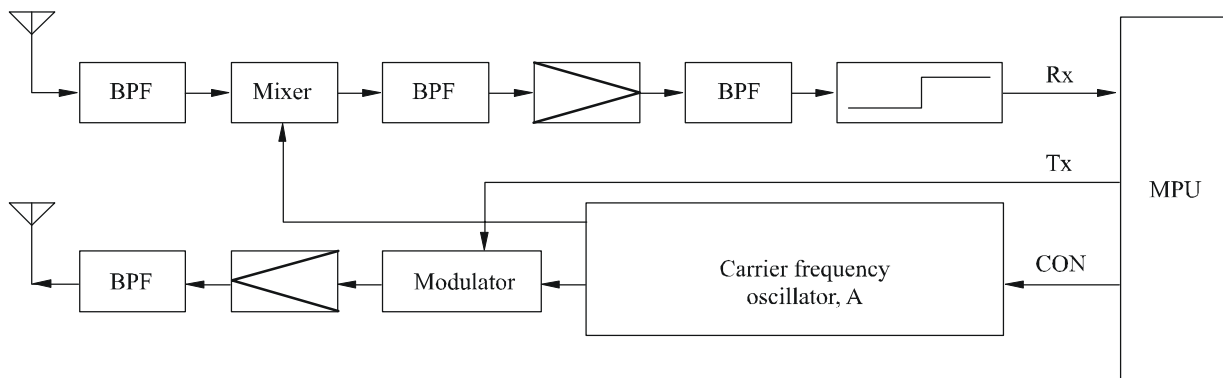 BPF
Mixer
BPF
BPF
Rx
Tx
MPU
BPF
Modulator
Carrier frequency
oscillator, A
CON